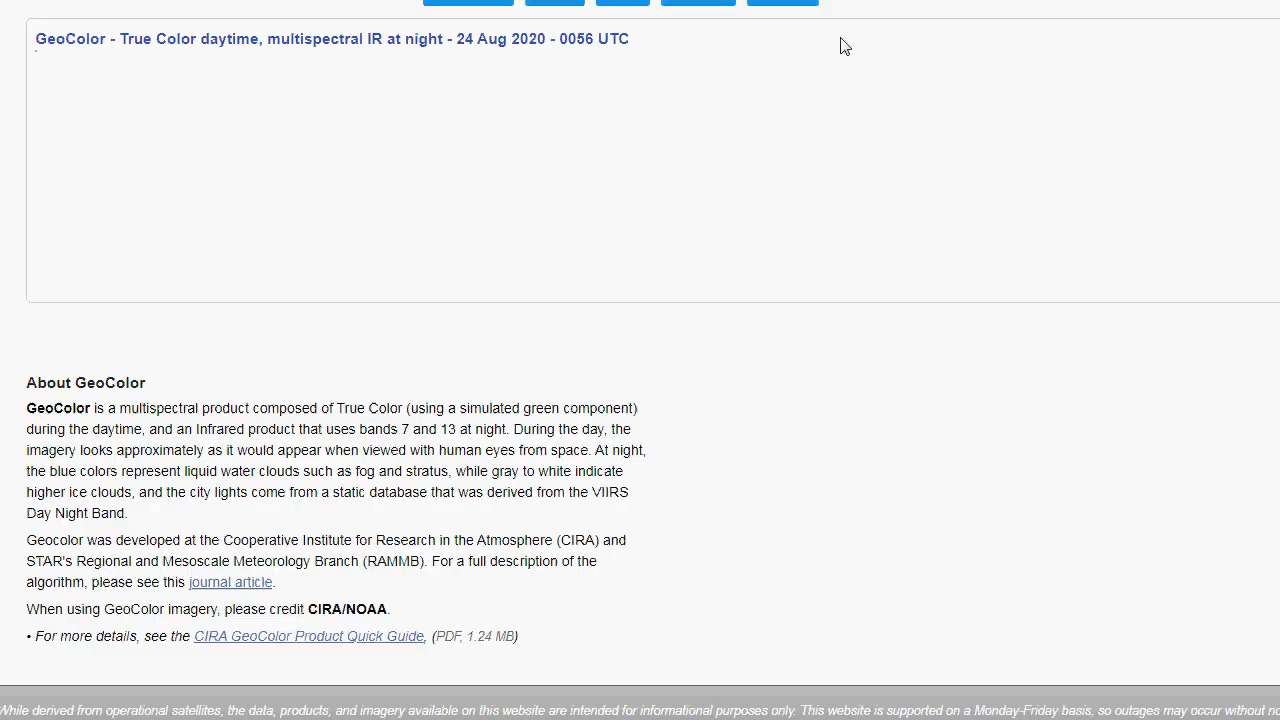 GeoColor - True Color daytime, multispectral IR at night - 24 Aug 2020 - 0056 UTC
About GeoColor
GeoColor is a multispectral product composed of True Color (using a simulated green component)
during the daytime, and an Infrared product that uses bands 7 and 13 at night. During the day, the
imagery looks approximately as it would appear when viewed with human eyes from space. At night,
the blue colors represent liquid water clouds such as fog and stratus, while gray to white indicate
higher ice clouds, and the city lights come from a static database that was derived from the VIIRS
Day Night Band.
Geocolor was developed at the Cooperative Institute for Research in the Atmosphere (CIRA) and
STAR's Regional and Mesoscale Meteorology Branch (RAMMB). For a full description of the
algorithm, please see this journal article.
When using GeoColor imagery, please credit CIRA/NOAA.
• For more details, see the CIRA GeoColor Product Quick Guide, (PDF, 1.24 MB)
While derived from operational satellites, the data, products, and imagery available on this website are intended for informational purposes only. This website is supported on a Monday-Friday basis, so outages may occur without no